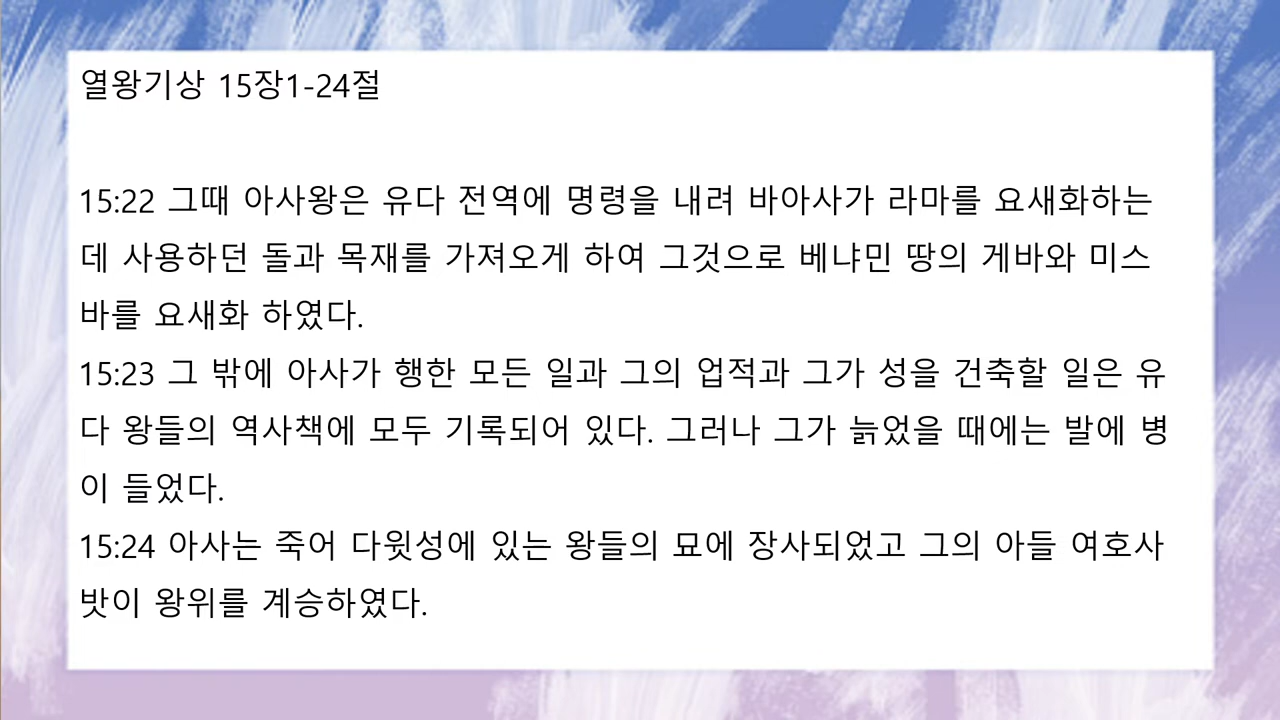 열왕기상 15장1-24절
15:22 그때 아사왕은 유다 전역에 명령을 내려 바아사가 라마를 요새화하는
데 사용하던 돌과 목재를 가져오게 하여 그것으로 베냐민 땅의 게바와 미스
바를 요새화 하였다.
15:23 그 밖에 아사가 행한 모든 일과 그의 업적과 그가 성을 건축할 일은 유
다 왕들의 역사책에 모두 기록되어 있다. 그러나 그가 늙었을 때에는 발에 병
이 들었다.
15:24 아사는 죽어 다윗성에 있는 왕들의 묘에 장사되었고 그의 아들 여호사
밧이 왕위를 계승하였다.